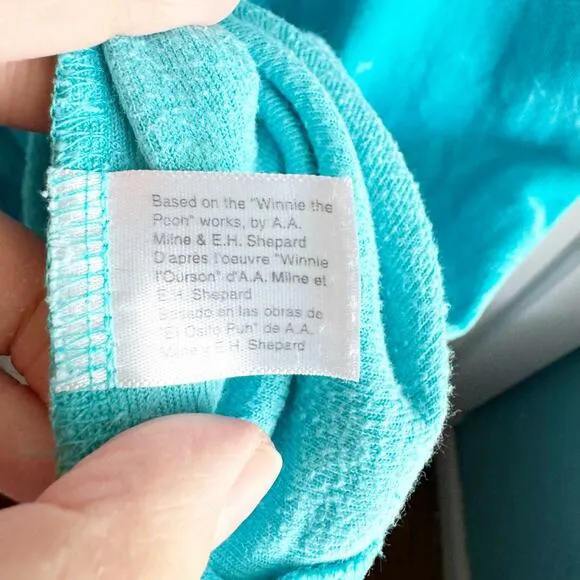 Based on the "Winnie the
Pooh" works, by A.A.
Milne & E.H. Shepard
D'après l'oeuvre "Winnie
l'Ourson" d'A.A. Milne et
E.H. Shepard
Basado en las obras de
"El Osito Puh" de A.A.
Milne y E.H. Shepard